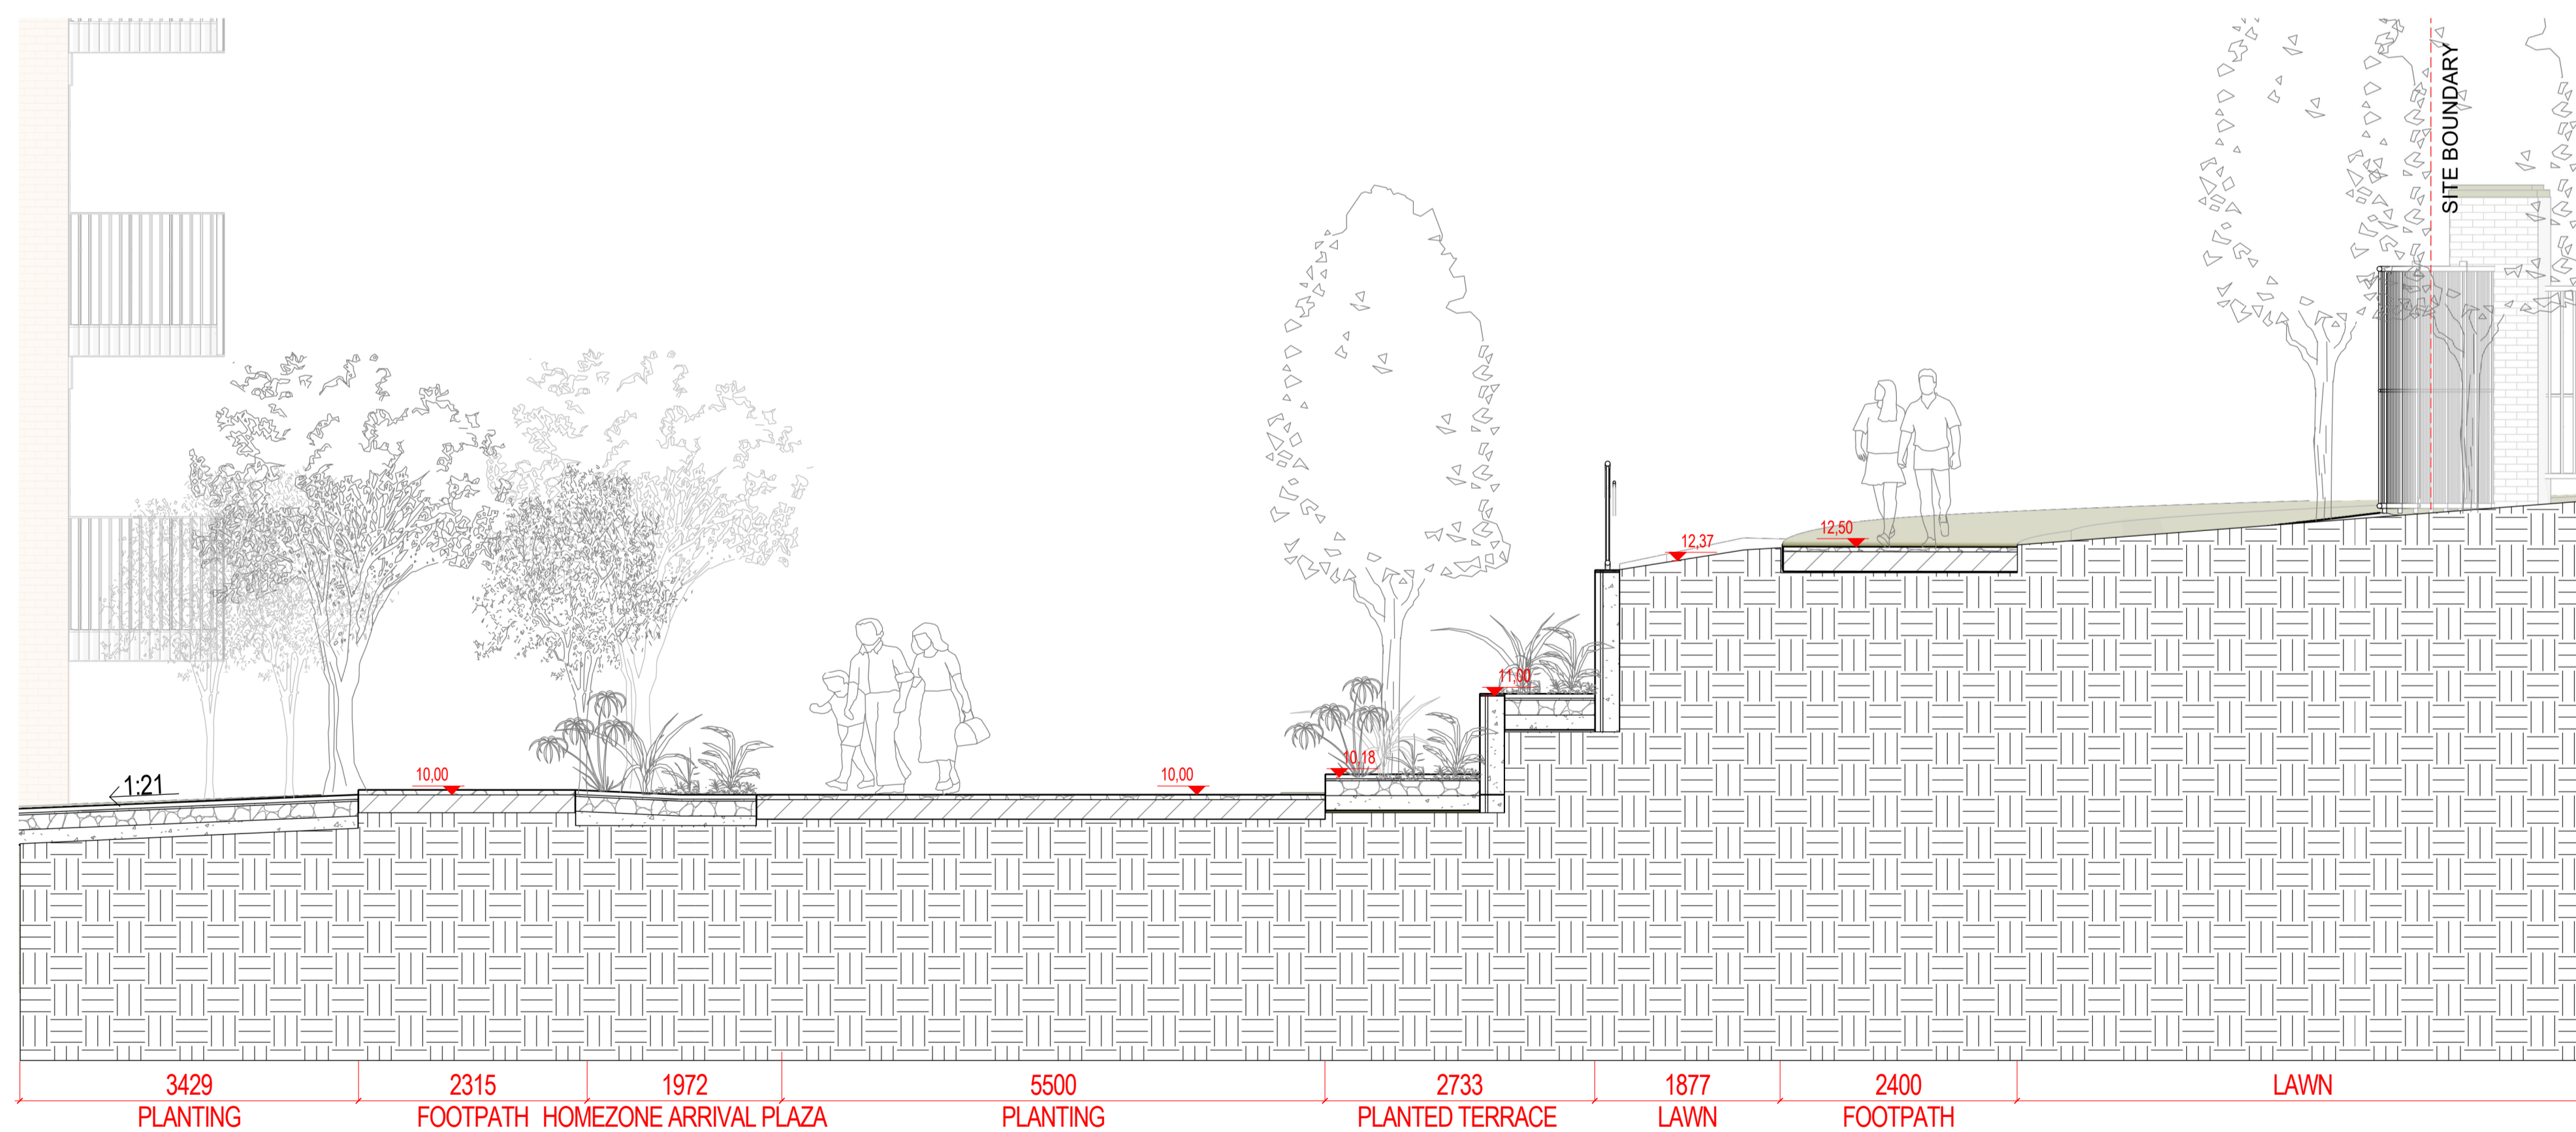 SITE BOUNDARY
12,50
12,37
11,00
10,18
1:21
10,00
10,00
3429
2315
1972
5500
2733
1877
2400
LAWN
PLANTING
FOOTPATH
HOMEZONE ARRIVAL PLAZA
PLANTING
PLANTED TERRACE
LAWN
FOOTPATH